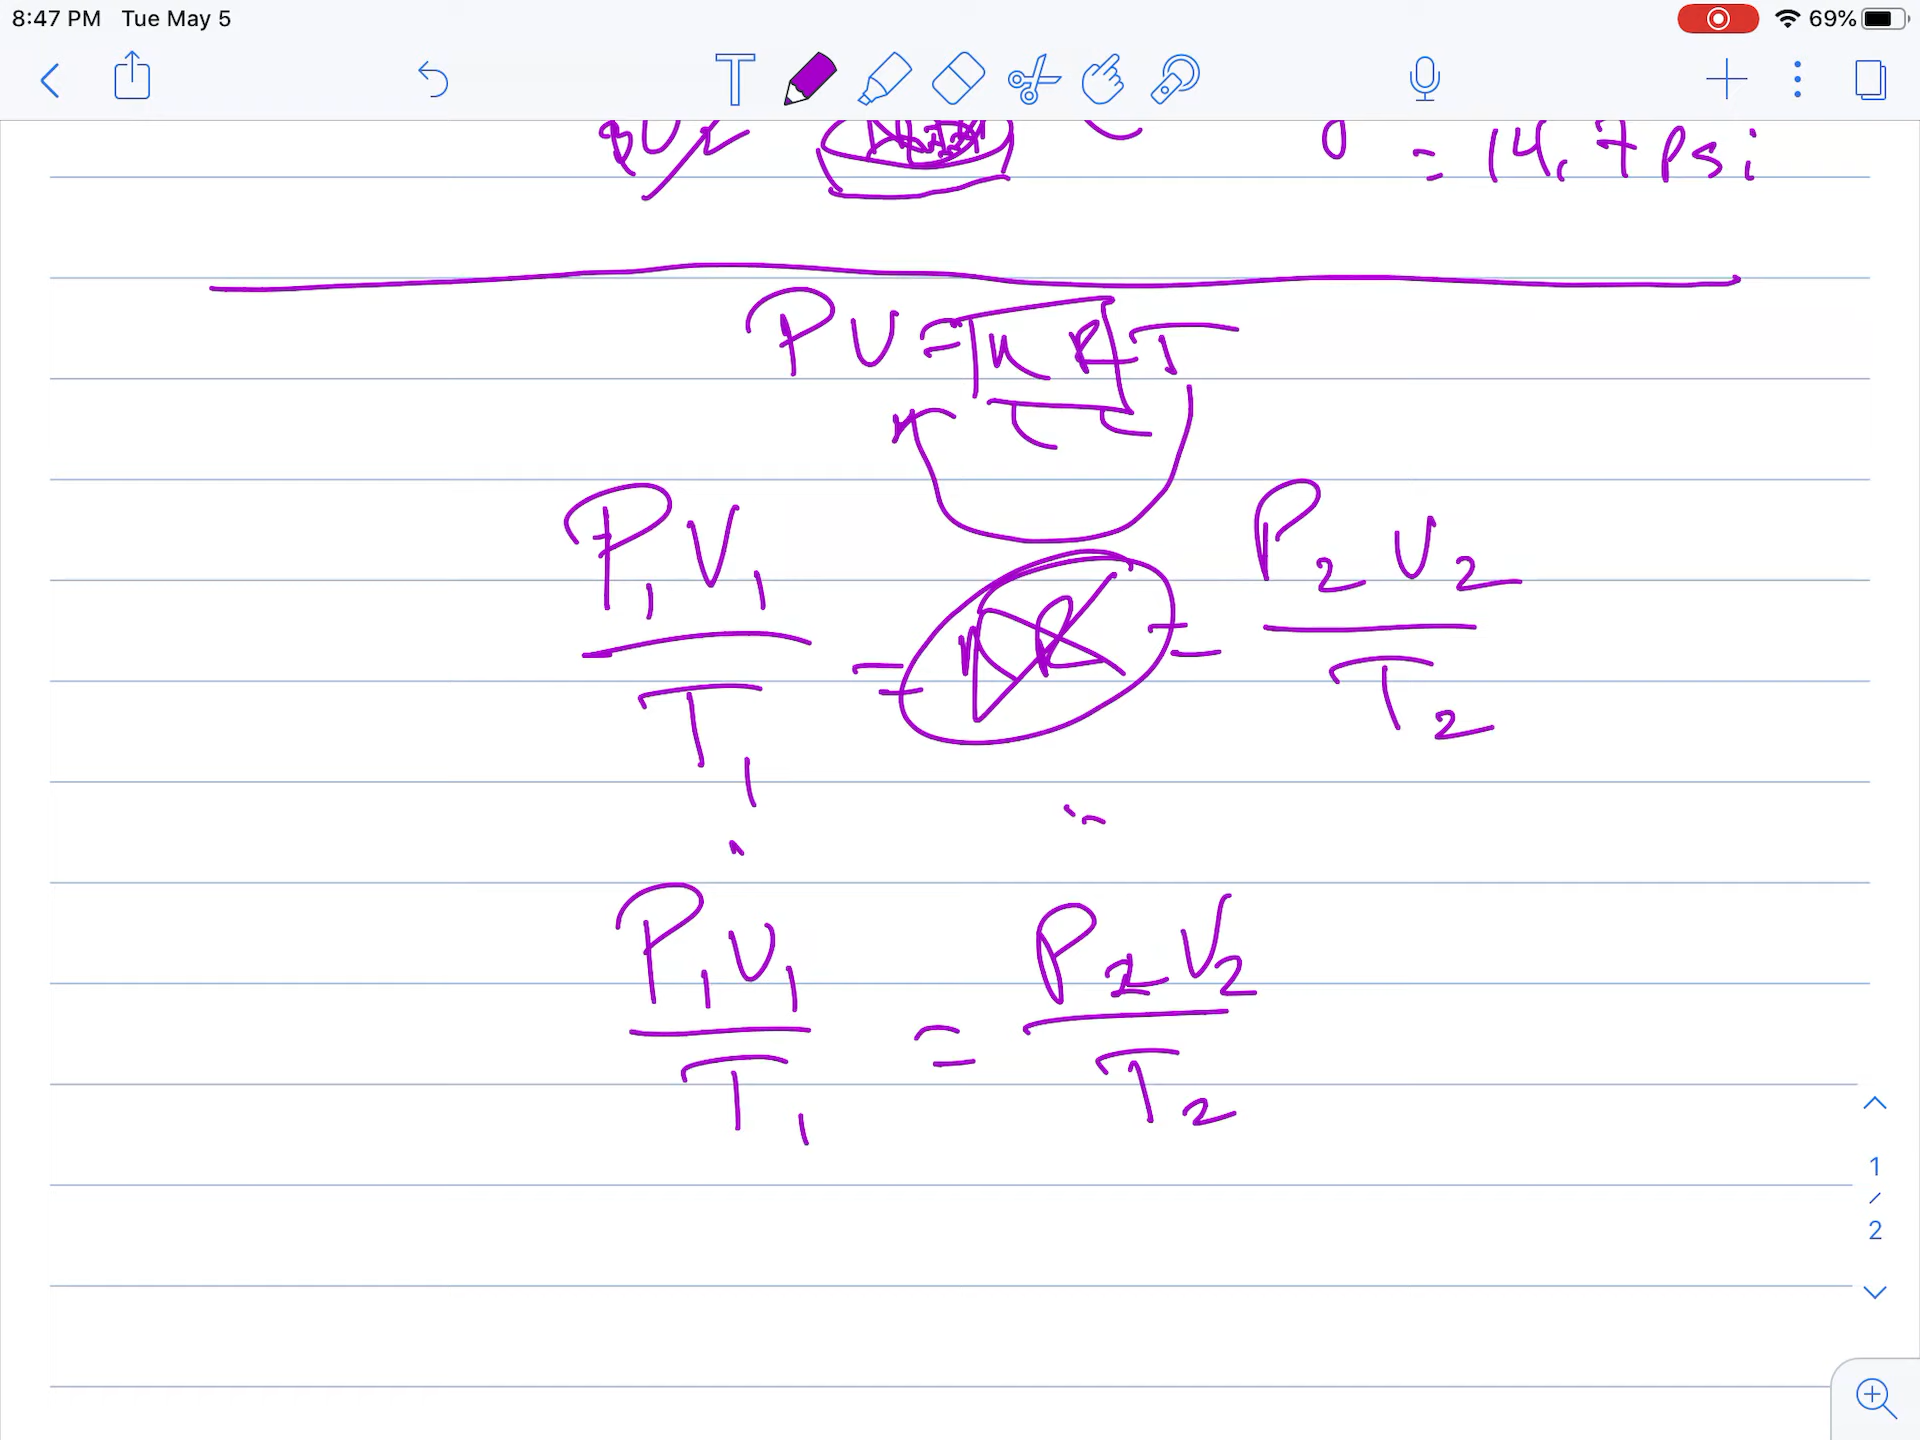 8:47 PM Tue May 5 69%
T
= 14.7 psi
PV = nRT
P₁V₁ / T₁ = nR = P₂V₂ / T₂
P₁V₁ / T₁ = P₂V₂ / T₂
1
/
2